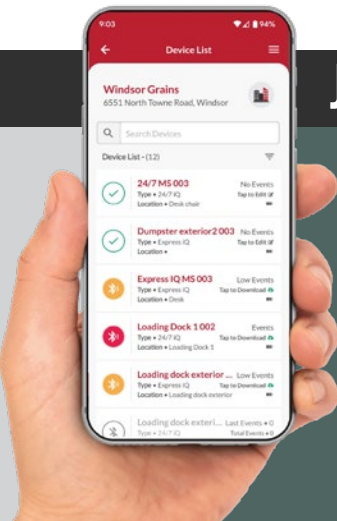 9:03
94%
Device List
Windsor Grains
6551 North Towne Road, Windsor
Search Devices
Device List - (12)
24/7 MS 003 No Events
Type • 24/7 IQ Tap to Edit
Location • Desk chair
Dumpster exterior2 003 No Events
Type • Express IQ Tap to Edit
Location •
Express IQ MS 003 Low Events
Type • Express IQ Tap to Download
Location • Desk
Loading Dock 1 002 Events
Type • 24/7 IQ Tap to Download
Location • Loading Dock 1
Loading dock exterior ... Low Events
Type • Express IQ Tap to Download
Location • Loading dock exterior
Loading dock exteri... Last Events • 0
Type • 24/7 IQ Total Events • 0